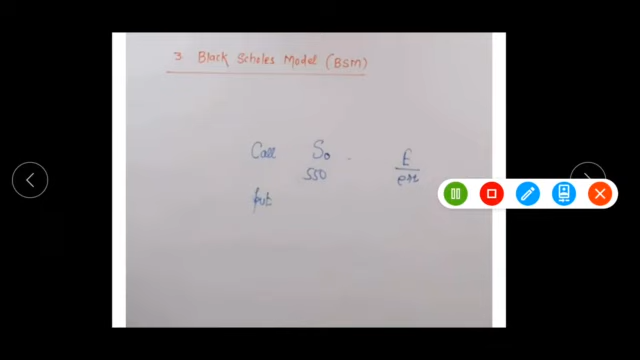 3 Black Scholes Model (BSM)
Call S₀ - E
550 ert
put